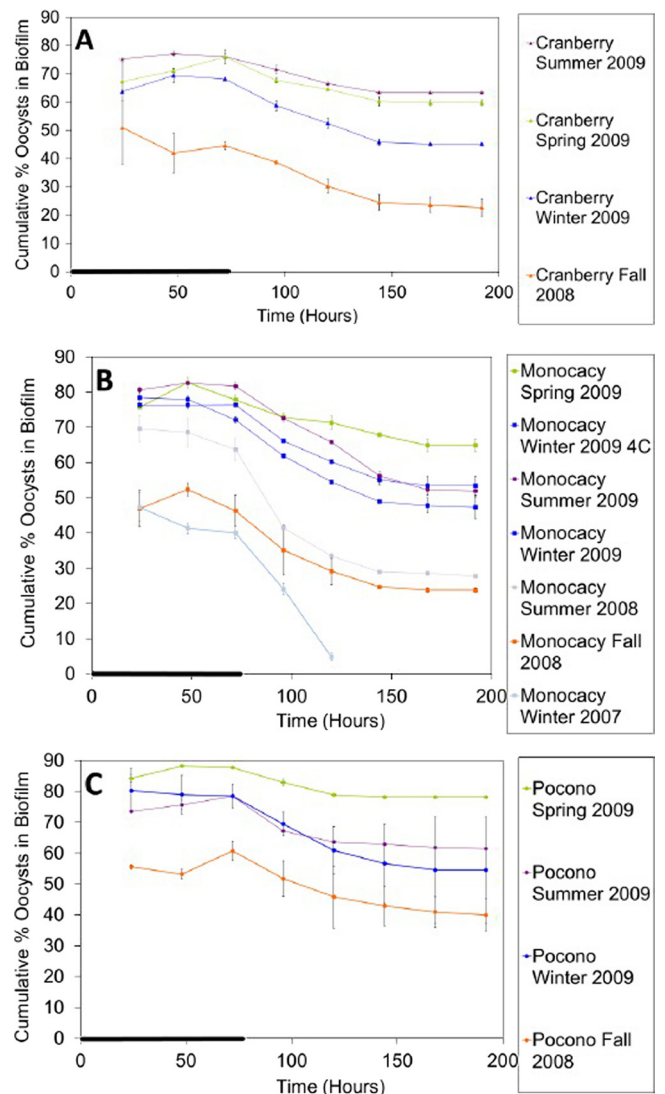 A
Cumulative % Oocysts in Biofilm
90
80
70
60
50
40
30
20
10
0
0
50
100
150
200
Time (Hours)
Cranberry
Summer 2009
Cranberry
Spring 2009
Cranberry
Winter 2009
Cranberry Fall
2008
B
Cumulative % Oocysts in Biofilm
90
80
70
60
50
40
30
20
10
0
0
50
100
150
200
Time (Hours)
Monocacy
Spring 2009
Monocacy
Winter 2009 4C
Monocacy
Summer 2009
Monocacy
Winter 2009
Monocacy
Summer 2008
Monocacy Fall
2008
Monocacy
Winter 2007
C
Cumulative % Oocysts in Biofilm
90
80
70
60
50
40
30
20
10
0
0
50
100
150
200
Time (Hours)
Pocono
Spring 2009
Pocono
Summer 2009
Pocono
Winter 2009
Pocono Fall
2008